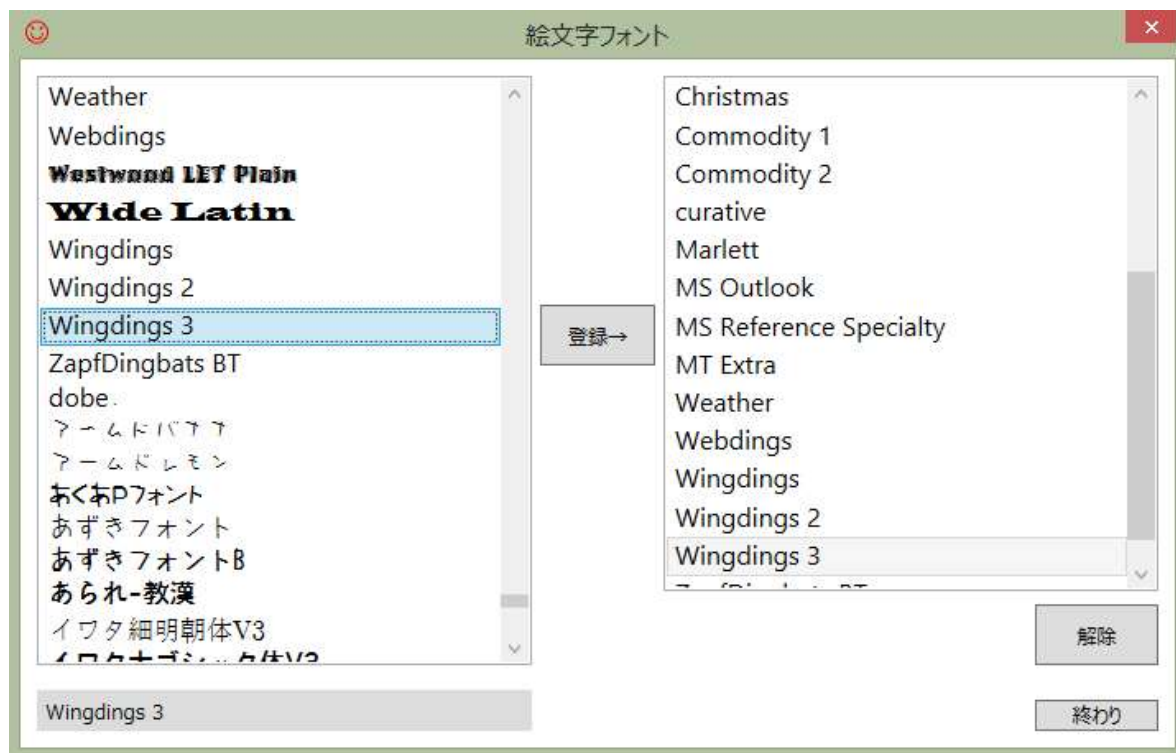 絵文字フォント
Weather
Webdings
Westwood LET Plain
Wide Latin
Wingdings
Wingdings 2
Wingdings 3
ZapfDingbats BT
dobe
アームドバナナ
アームドレモン
あくあPフォント
あずきフォント
あずきフォントB
あられ-教漢
イワタ細明朝体V3
Wingdings 3
登録→
Christmas
Commodity 1
Commodity 2
curative
Marlett
MS Outlook
MS Reference Specialty
MT Extra
Weather
Webdings
Wingdings
Wingdings 2
Wingdings 3
解除
終わり